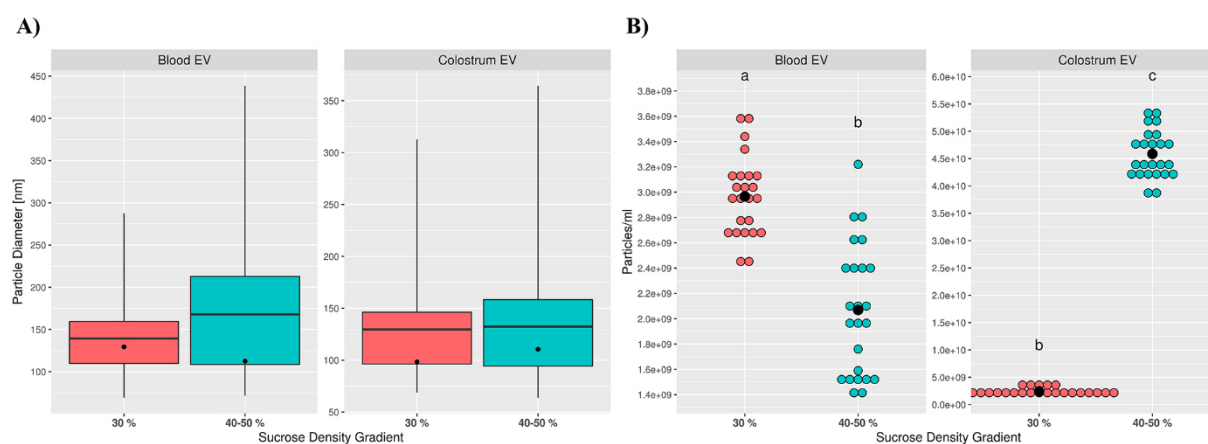 A)
B)
Blood EV
Colostrum EV
Blood EV
Colostrum EV
Particle Diameter [nm]
450
400
350
300
250
200
150
100
350
300
250
200
150
100
50
30 %
40-50 %
30 %
40-50 %
Sucrose Density Gradient
Particles/ml
3.8e+09
3.6e+09
3.4e+09
3.2e+09
3.0e+09
2.8e+09
2.6e+09
2.4e+09
2.2e+09
2.0e+09
1.8e+09
1.6e+09
1.4e+09
a
b
6.0e+10
5.5e+10
5.0e+10
4.5e+10
4.0e+10
3.5e+10
3.0e+10
2.5e+10
2.0e+10
1.5e+10
1.0e+10
5.0e+09
0.0e+00
b
c
30 %
40-50 %
30 %
40-50 %
Sucrose Density Gradient